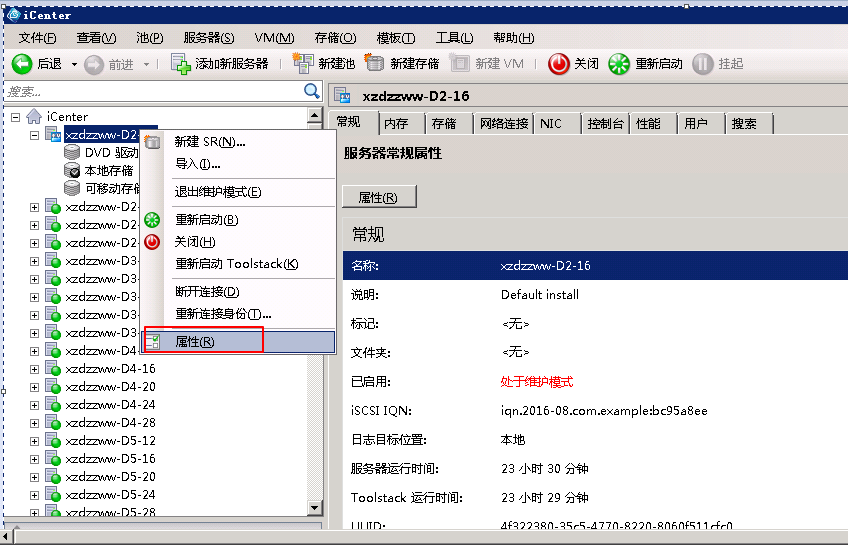 iCenter
文件(F) 查看(V) 池(P) 服务器(S) VM(M) 存储(O) 模板(T) 工具(L) 帮助(H)
后退 前进 添加新服务器 新建池 新建存储 新建 VM 关闭 重新启动 挂起
搜索...
iCenter
xzdzzww-D2-
DVD 驱动
本地存储
可移动存储
xzdzzww-D2-
xzdzzww-D2-
xzdzzww-D2-
xzdzzww-D3-
xzdzzww-D3-
xzdzzww-D3-
xzdzzww-D3-
xzdzzww-D3-
xzdzzww-D4-
xzdzzww-D4-16
xzdzzww-D4-20
xzdzzww-D4-24
xzdzzww-D4-28
xzdzzww-D5-12
xzdzzww-D5-16
xzdzzww-D5-20
xzdzzww-D5-24
xzdzzww-D5-28
新建 SR(N)...
导入(I)...
退出维护模式(E)
重新启动(B)
关闭(H)
重新启动 Toolstack(K)
断开连接(D)
重新连接身份(T)...
属性(R)
xzdzzww-D2-16
常规 内存 存储 网络连接 NIC 控制台 性能 用户 搜索
服务器常规属性
属性(R)
常规
名称: xzdzzww-D2-16
说明: Default install
标记: <无>
文件夹: <无>
已启用: 处于维护模式
iSCSI IQN: iqn.2016-08.com.example:bc95a8ee
日志目标位置: 本地
服务器运行时间: 23 小时 30 分钟
Toolstack 运行时间: 23 小时 29 分钟
UUID: 4f322380-35c5-4770-8220-8060f511cfc0